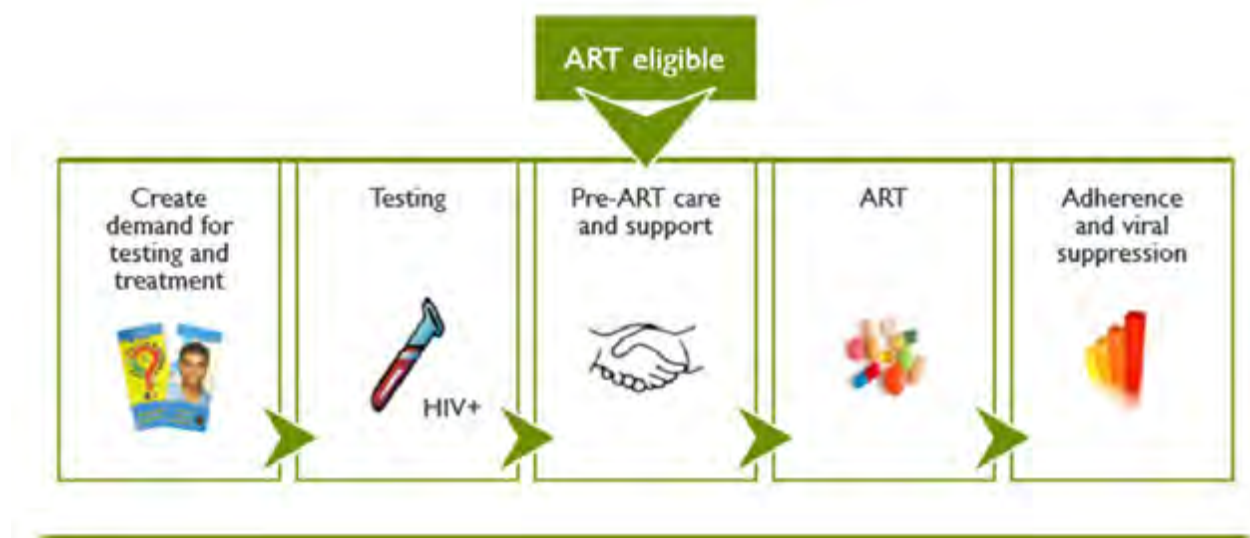 ART eligible
Create
demand for
testing and
treatment
Testing
HIV+
Pre-ART care
and support
ART
Adherence
and viral
suppression